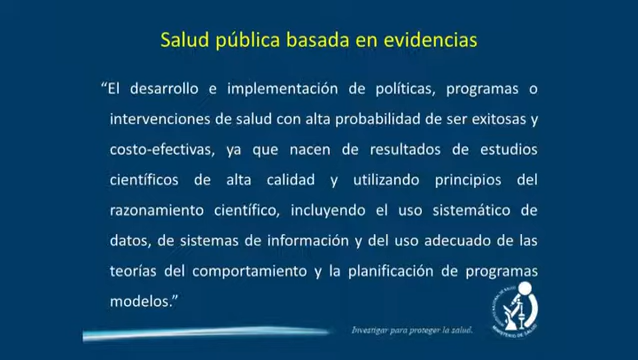 Salud pública basada en evidencias
“El desarrollo e implementación de políticas, programas o
intervenciones de salud con alta probabilidad de ser exitosas y
costo-efectivas, ya que nacen de resultados de estudios
científicos de alta calidad y utilizando principios del
razonamiento científico, incluyendo el uso sistemático de
datos, de sistemas de información y del uso adecuado de las
teorías del comportamiento y la planificación de programas
modelos.”
Investigar para proteger la salud.
MINISTERIO DE SALUD